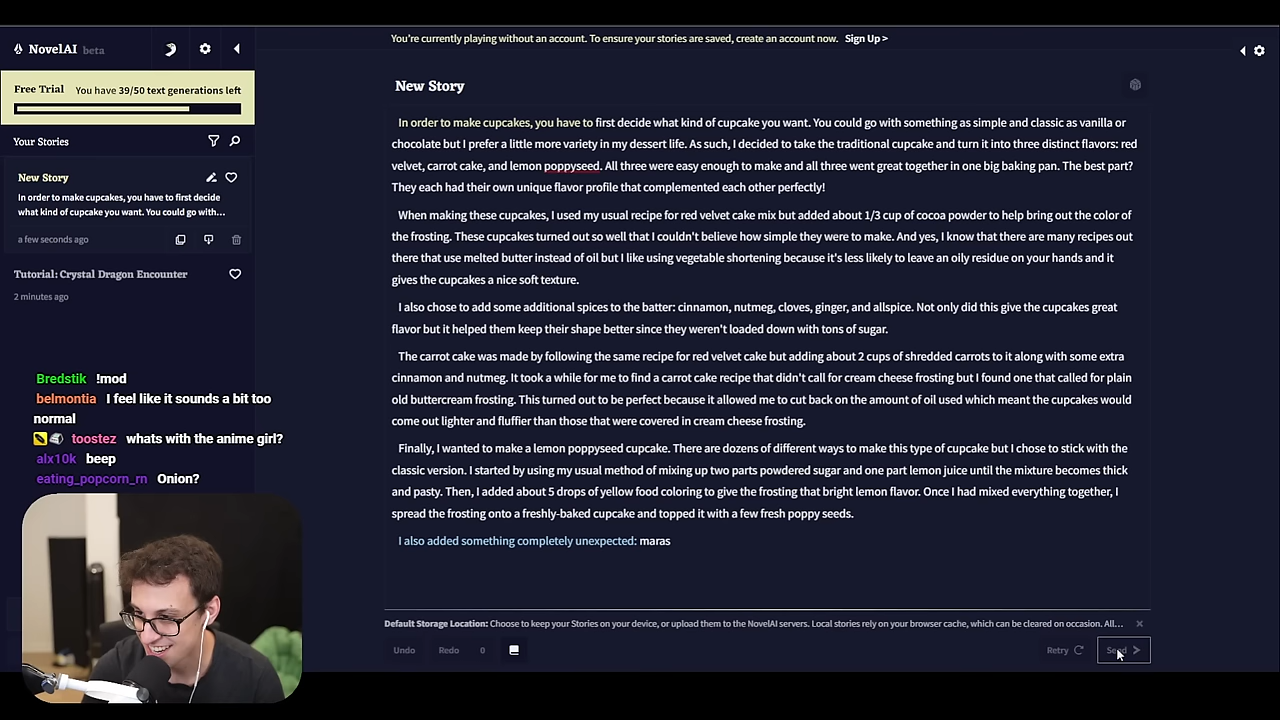 NovelAI beta
You're currently playing without an account. To ensure your stories are saved, create an account now. Sign Up >
Free Trial You have 39/50 text generations left
Your Stories
New Story
In order to make cupcakes, you have to first decide
what kind of cupcake you want. You could go with...
a few seconds ago
Tutorial: Crystal Dragon Encounter
2 minutes ago
Bredstik !mod
belmontia I feel like it sounds a bit too
normal
toostez whats with the anime girl?
alx10k beep
eating_popcorn_rn Onion?
New Story
In order to make cupcakes, you have to first decide what kind of cupcake you want. You could go with something as simple and classic as vanilla or
chocolate but I prefer a little more variety in my dessert life. As such, I decided to take the traditional cupcake and turn it into three distinct flavors: red
velvet, carrot cake, and lemon poppyseed. All three were easy enough to make and all three went great together in one big baking pan. The best part?
They each had their own unique flavor profile that complemented each other perfectly!
When making these cupcakes, I used my usual recipe for red velvet cake mix but added about 1/3 cup of cocoa powder to help bring out the color of
the frosting. These cupcakes turned out so well that I couldn't believe how simple they were to make. And yes, I know that there are many recipes out
there that use melted butter instead of oil but I like using vegetable shortening because it's less likely to leave an oily residue on your hands and it
gives the cupcakes a nice soft texture.
I also chose to add some additional spices to the batter: cinnamon, nutmeg, cloves, ginger, and allspice. Not only did this give the cupcakes great
flavor but it helped them keep their shape better since they weren't loaded down with tons of sugar.
The carrot cake was made by following the same recipe for red velvet cake but adding about 2 cups of shredded carrots to it along with some extra
cinnamon and nutmeg. It took a while for me to find a carrot cake recipe that didn't call for cream cheese frosting but I found one that called for plain
old buttercream frosting. This turned out to be perfect because it allowed me to cut back on the amount of oil used which meant the cupcakes would
come out lighter and fluffier than those that were covered in cream cheese frosting.
Finally, I wanted to make a lemon poppyseed cupcake. There are dozens of different ways to make this type of cupcake but I chose to stick with the
classic version. I started by using my usual method of mixing up two parts powdered sugar and one part lemon juice until the mixture becomes thick
and pasty. Then, I added about 5 drops of yellow food coloring to give the frosting that bright lemon flavor. Once I had mixed everything together, I
spread the frosting onto a freshly-baked cupcake and topped it with a few fresh poppy seeds.
I also added something completely unexpected: maras
Default Storage Location: Choose to keep your Stories on your device, or upload them to the NovelAI servers. Local stories rely on your browser cache, which can be cleared on occasion. All...
Undo Redo 0 Retry Send